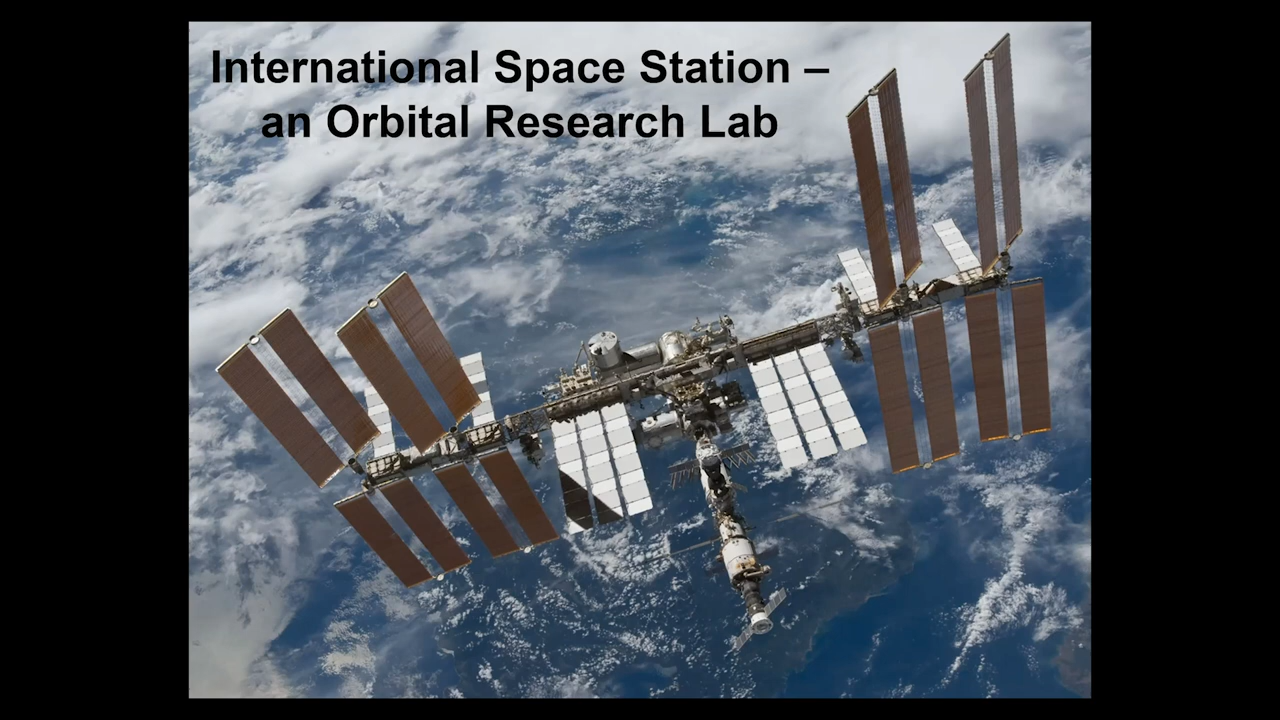 International Space Station –
an Orbital Research Lab